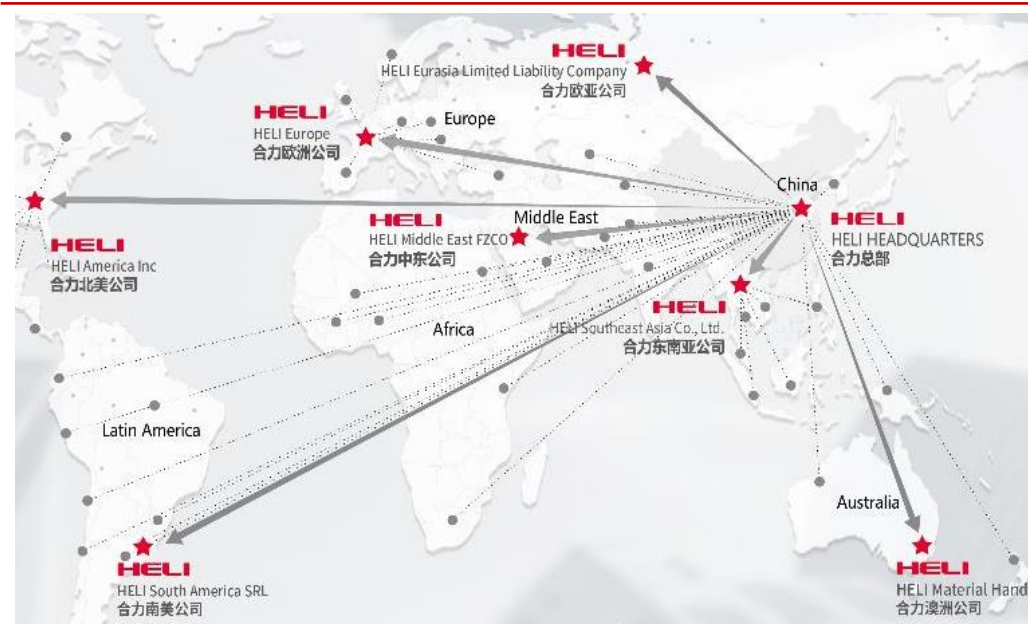 HELI
HELI Eurasia Limited Liability Company
合力欧亚公司
HELI
HELI Europe
合力欧洲公司
Europe
China
HELI
HELI HEADQUARTERS
合力总部
HELI
HELI Middle East FZCO
合力中东公司
Middle East
HELI
HELI America Inc
合力北美公司
HELI
HELI Southeast Asia Co., Ltd.
合力东南亚公司
Africa
Latin America
Australia
HELI
HELI South America SRL
合力南美公司
HELI
HELI Material Hand
合力澳洲公司